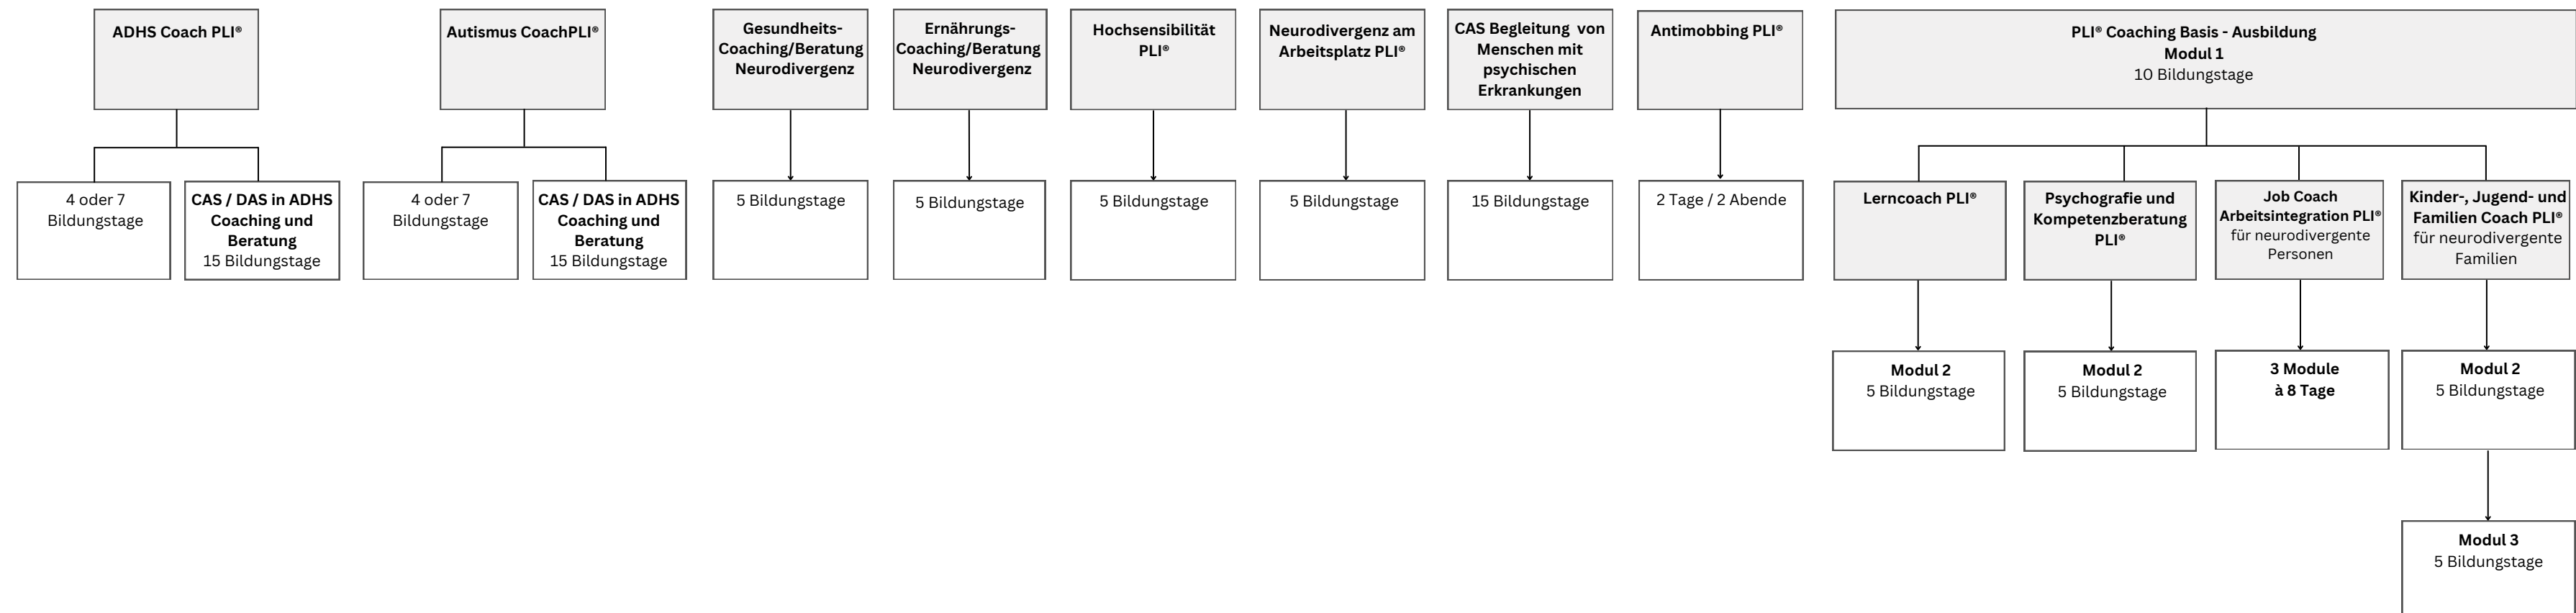 ADHS Coach PLI®
4 oder 7
Bildungstage
CAS / DAS in ADHS
Coaching und
Beratung
15 Bildungstage
Autismus CoachPLI®
4 oder 7
Bildungstage
CAS / DAS in ADHS
Coaching und
Beratung
15 Bildungstage
Gesundheits-
Coaching/Beratung
Neurodivergenz
5 Bildungstage
Ernährungs-
Coaching/Beratung
Neurodivergenz
5 Bildungstage
Hochsensibilität
PLI®
5 Bildungstage
Neurodivergenz am
Arbeitsplatz PLI®
5 Bildungstage
CAS Begleitung von
Menschen mit
psychischen
Erkrankungen
15 Bildungstage
Antimobbing PLI®
2 Tage / 2 Abende
PLI® Coaching Basis - Ausbildung
Modul 1
10 Bildungstage
Lerncoach PLI®
Modul 2
5 Bildungstage
Psychografie und
Kompetenzberatung
PLI®
Modul 2
5 Bildungstage
Job Coach
Arbeitsintegration PLI®
für neurodivergente
Personen
3 Module
à 8 Tage
Kinder-, Jugend- und
Familien Coach PLI®
für neurodivergente
Familien
Modul 2
5 Bildungstage
Modul 3
5 Bildungstage